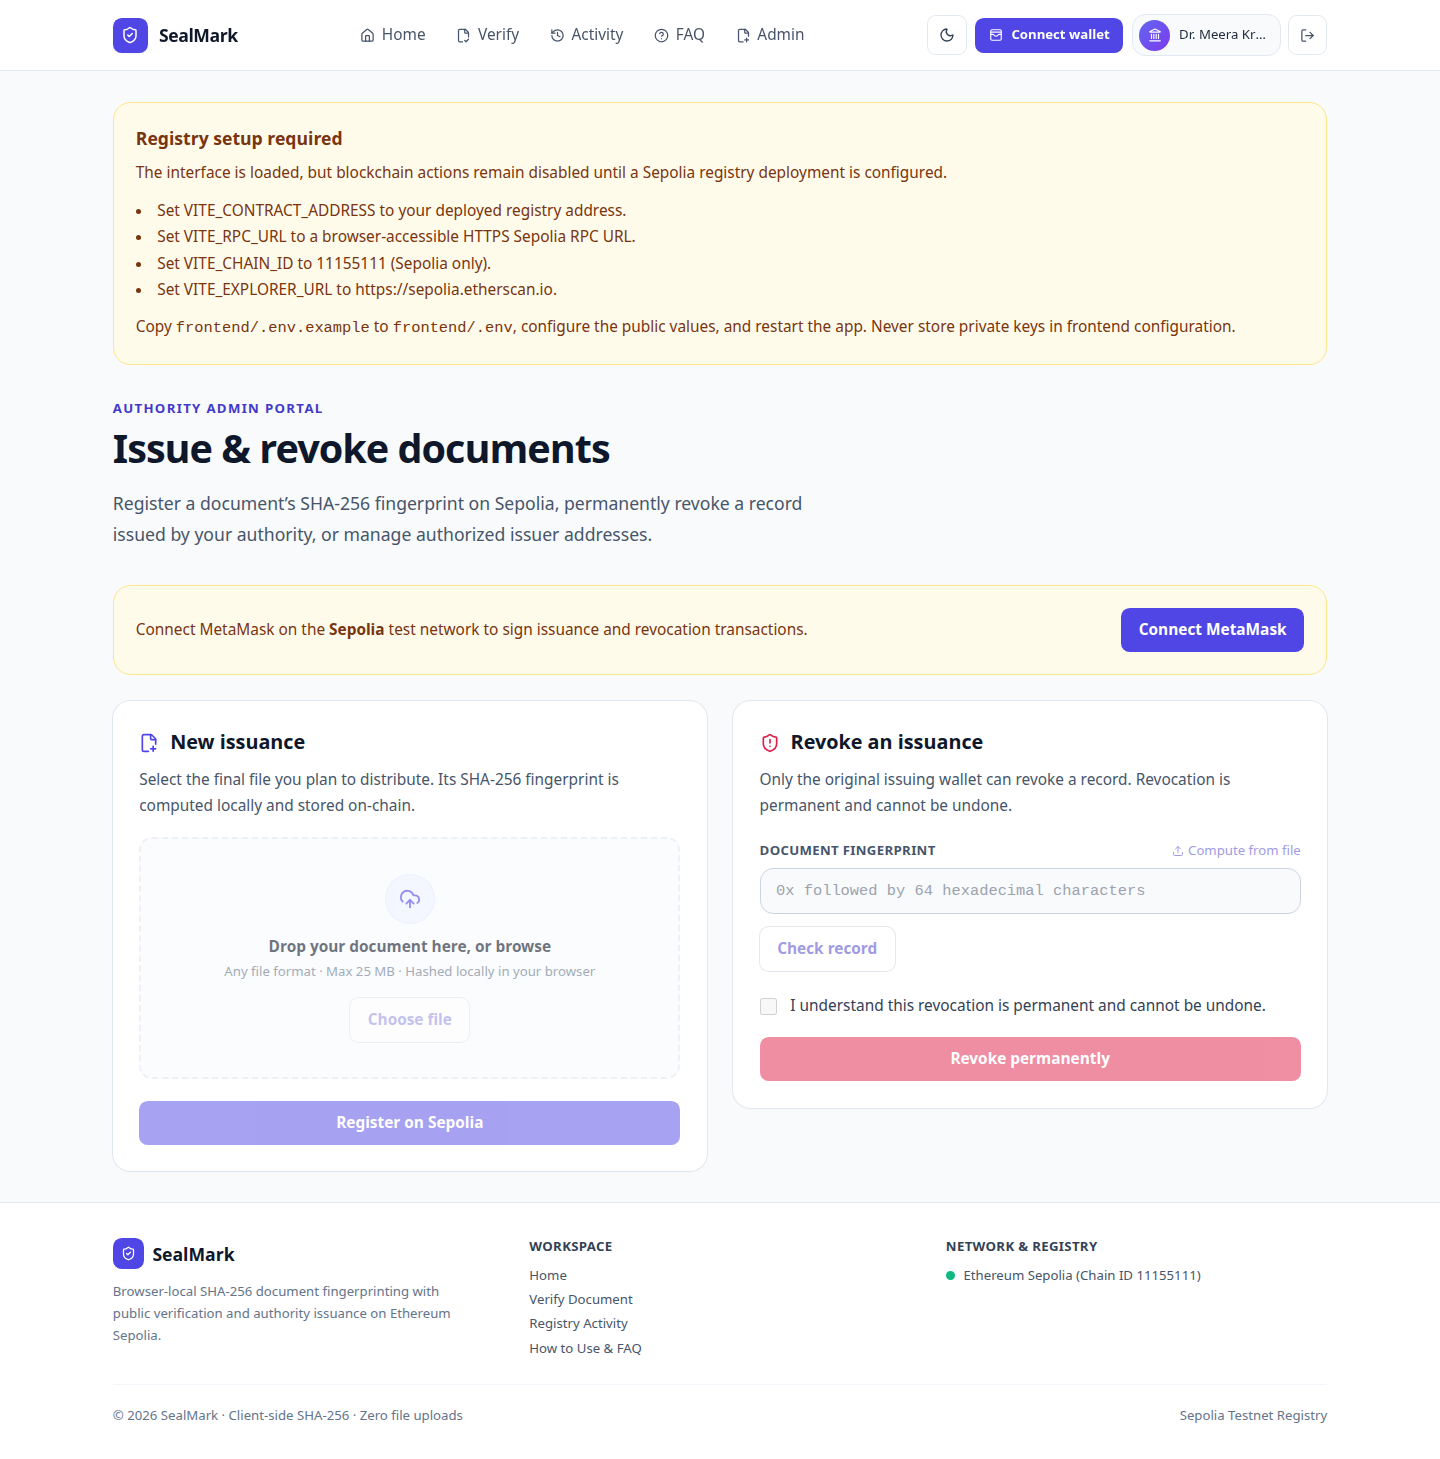 SealMark
Home
Verify
Activity
FAQ
Admin
Connect wallet
Dr. Meera Kr...
Registry setup required
The interface is loaded, but blockchain actions remain disabled until a Sepolia registry deployment is configured.
• Set VITE_CONTRACT_ADDRESS to your deployed registry address.
• Set VITE_RPC_URL to a browser-accessible HTTPS Sepolia RPC URL.
• Set VITE_CHAIN_ID to 11155111 (Sepolia only).
• Set VITE_EXPLORER_URL to https://sepolia.etherscan.io.
Copy frontend/.env.example to frontend/.env, configure the public values, and restart the app. Never store private keys in frontend configuration.
AUTHORITY ADMIN PORTAL
Issue & revoke documents
Register a document’s SHA-256 fingerprint on Sepolia, permanently revoke a record
issued by your authority, or manage authorized issuer addresses.
Connect MetaMask on the Sepolia test network to sign issuance and revocation transactions.
Connect MetaMask
New issuance
Select the final file you plan to distribute. Its SHA-256 fingerprint is
computed locally and stored on-chain.
Drop your document here, or browse
Any file format · Max 25 MB · Hashed locally in your browser
Choose file
Register on Sepolia
Revoke an issuance
Only the original issuing wallet can revoke a record. Revocation is
permanent and cannot be undone.
DOCUMENT FINGERPRINT
Compute from file
0x followed by 64 hexadecimal characters
Check record
I understand this revocation is permanent and cannot be undone.
Revoke permanently
SealMark
Browser-local SHA-256 document fingerprinting with
public verification and authority issuance on Ethereum
Sepolia.
WORKSPACE
Home
Verify Document
Registry Activity
How to Use & FAQ
NETWORK & REGISTRY
Ethereum Sepolia (Chain ID 11155111)
© 2026 SealMark · Client-side SHA-256 · Zero file uploads
Sepolia Testnet Registry